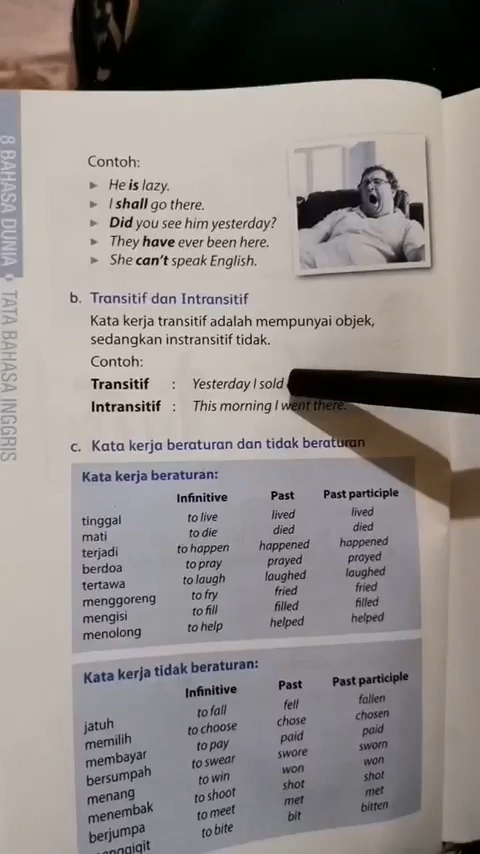 8 BAHASA DUNIA • TATA BAHASA INGGRIS
Contoh:
► He is lazy.
► I shall go there.
► Did you see him yesterday?
► They have ever been here.
► She can't speak English.
b. Transitif dan Intransitif
Kata kerja transitif adalah mempunyai objek,
sedangkan instransitif tidak.
Contoh:
Transitif : Yesterday I sold
Intransitif : This morning I went there.
c. Kata kerja beraturan dan tidak beraturan
Kata kerja beraturan:
Infinitive Past Past participle
tinggal to live lived lived
mati to die died died
terjadi to happen happened happened
berdoa to pray prayed prayed
tertawa to laugh laughed laughed
menggoreng to fry fried fried
mengisi to fill filled filled
menolong to help helped helped
Kata kerja tidak beraturan:
Infinitive Past Past participle
jatuh to fall fell fallen
memilih to choose chose chosen
membayar to pay paid paid
bersumpah to swear swore sworn
menang to win won won
menembak to shoot shot shot
berjumpa to meet met met
to bite bit bitten